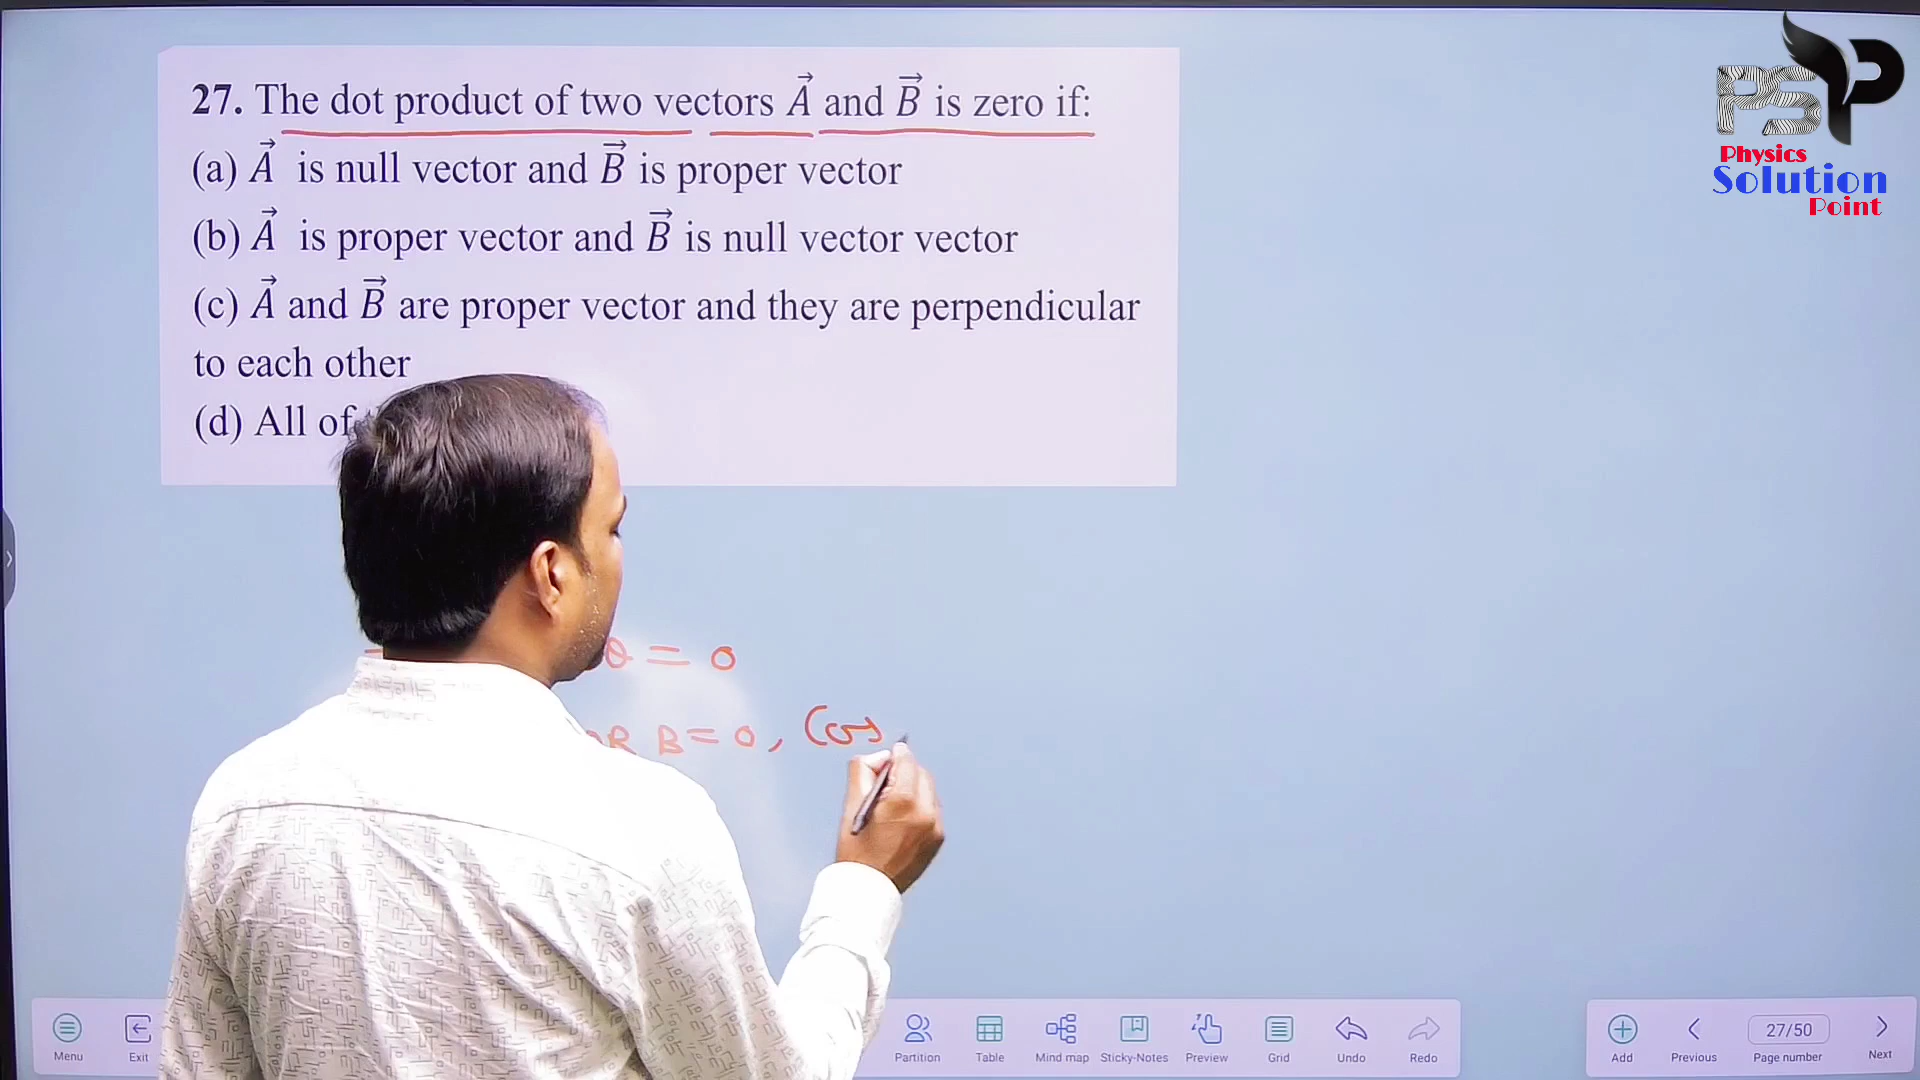 27. The dot product of two vectors A⃗ and B⃗ is zero if:
(a) A⃗ is null vector and B⃗ is proper vector
(b) A⃗ is proper vector and B⃗ is null vector vector
(c) A⃗ and B⃗ are proper vector and they are perpendicular
to each other
(d) All of
θ = 0
OR B = 0, Cos
PSP
Physics
Solution
Point
Menu
Exit
Partition
Table
Mind map
Sticky-Notes
Preview
Grid
Undo
Redo
Add
Previous
27/50
Page number
Next